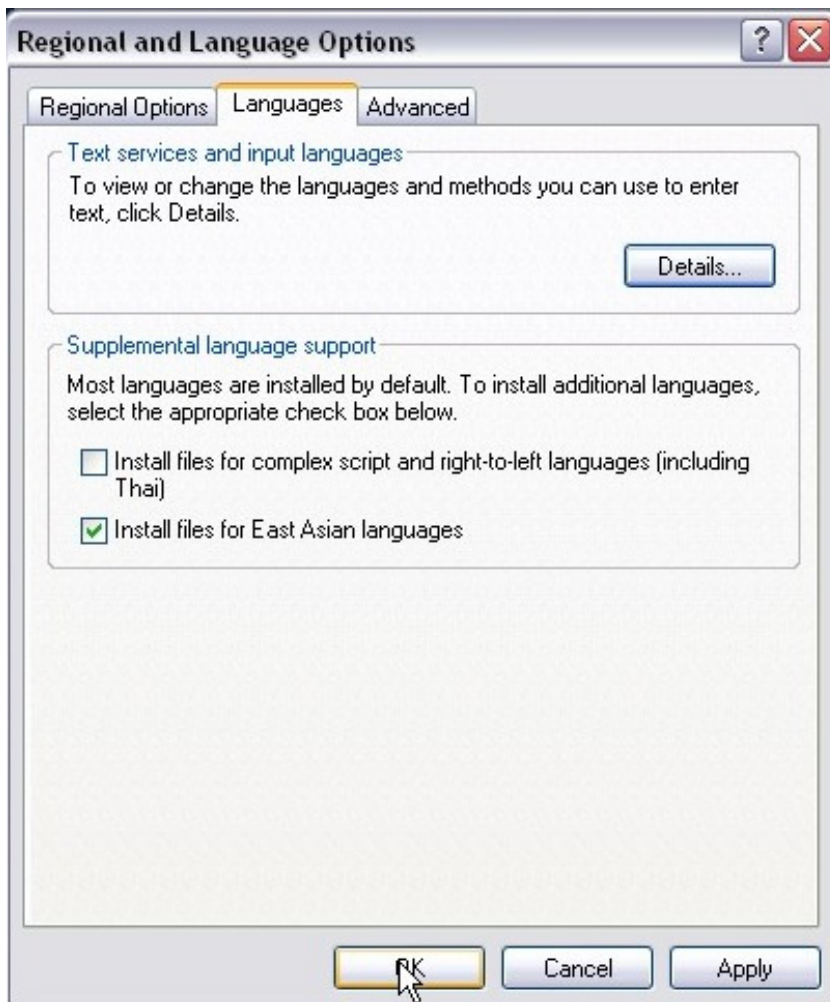 Regional and Language Options
Regional Options
Languages
Advanced
Text services and input languages
To view or change the languages and methods you can use to enter
text, click Details.
Details...
Supplemental language support
Most languages are installed by default. To install additional languages,
select the appropriate check box below.
Install files for complex script and right-to-left languages (including
Thai)
Install files for East Asian languages
OK
Cancel
Apply